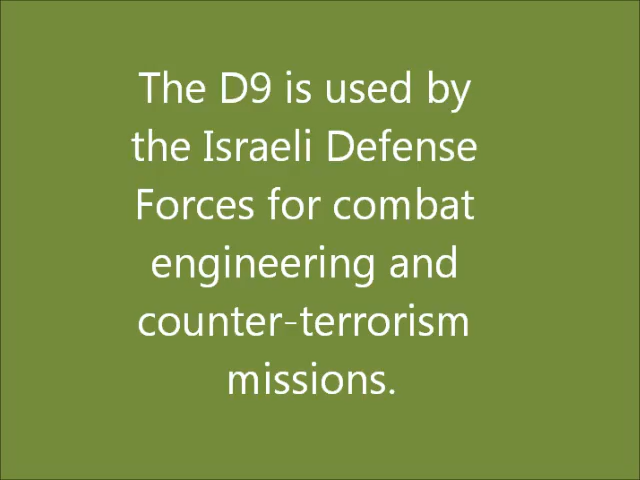 The D9 is used by
the Israeli Defense
Forces for combat
engineering and
counter-terrorism
missions.